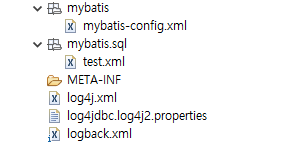 mybatis
mybatis-config.xml
mybatis.sql
test.xml
META-INF
log4j.xml
log4jdbc.log4j2.properties
logback.xml